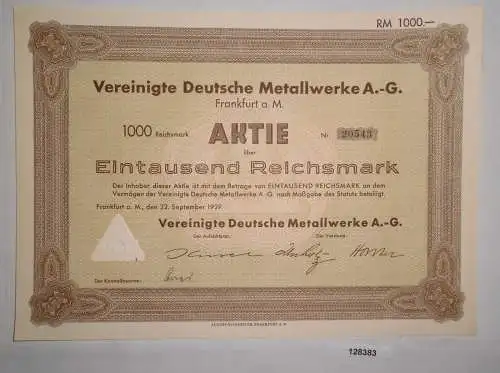 RM 1000.—
Vereinigte Deutsche Metallwerke A.-G.
Frankfurt a. M.
1000 Reichsmark AKTIE Nr 20543
über
Eintausend Reichsmark
Der Inhaber dieser Aktie ist mit dem Betrage von EINTAUSEND REICHSMARK an dem
Vermögen der Vereinigte Deutsche Metallwerke A.-G. nach Maßgabe des Statuts beteiligt.
Frankfurt a. M., den 22. September 1939.
Vereinigte Deutsche Metallwerke A.-G.
Der Aufsichtsrat: Der Vorstand:
Der Kontrollbeamte:
128383